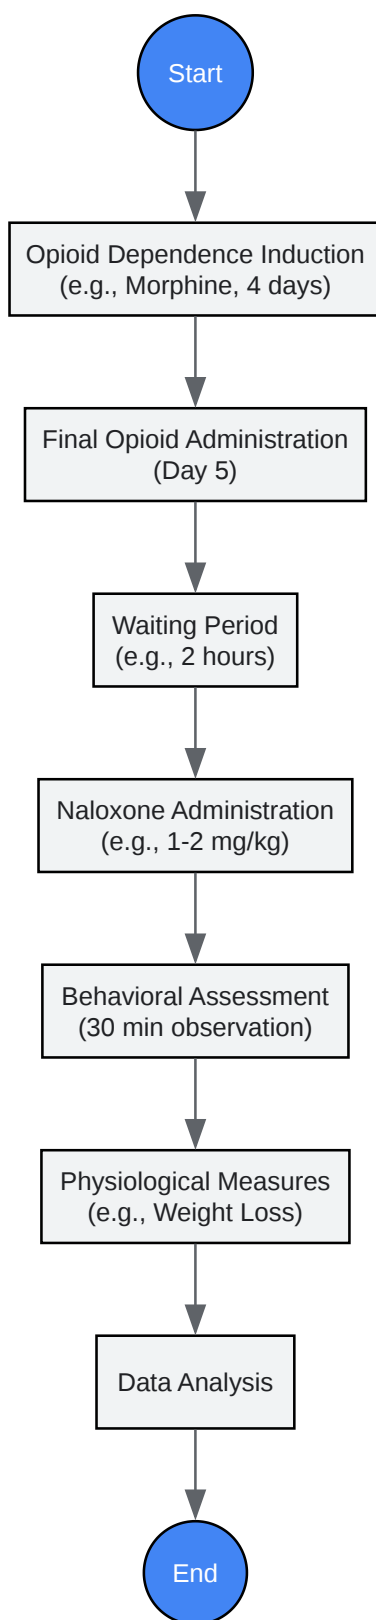 Start
Opioid Dependence Induction
(e.g., Morphine, 4 days)
Final Opioid Administration
(Day 5)
Waiting Period
(e.g., 2 hours)
Naloxone Administration
(e.g., 1-2 mg/kg)
Behavioral Assessment
(30 min observation)
Physiological Measures
(e.g., Weight Loss)
Data Analysis
End